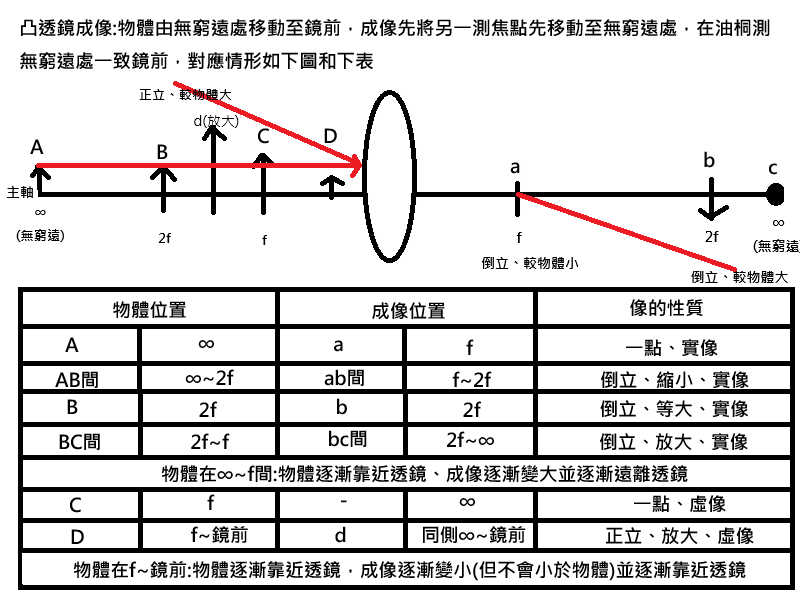 凸透鏡成像:物體由無窮遠處移動至鏡前，成像先將另一測焦點先移動至無窮遠處，在油桐測
無窮遠處一致鏡前，對應情形如下圖和下表
正立、較物體大
d(放大)
A B C D a b c
主軸
∞ 2f f f 2f ∞
(無窮遠) (無窮遠)
倒立、較物體小
倒立、較物體大
物體位置 成像位置 像的性質
A ∞ a f 一點、實像
AB間 ∞~2f ab間 f~2f 倒立、縮小、實像
B 2f b 2f 倒立、等大、實像
BC間 2f~f bc間 2f~∞ 倒立、放大、實像
物體在∞~f間:物體逐漸靠近透鏡、成像逐漸變大並逐漸遠離透鏡
C f - ∞ 一點、虛像
D f~鏡前 d 同側∞~鏡前 正立、放大、虛像
物體在f~鏡前:物體逐漸靠近透鏡，成像逐漸變小(但不會小於物體)並逐漸靠近透鏡